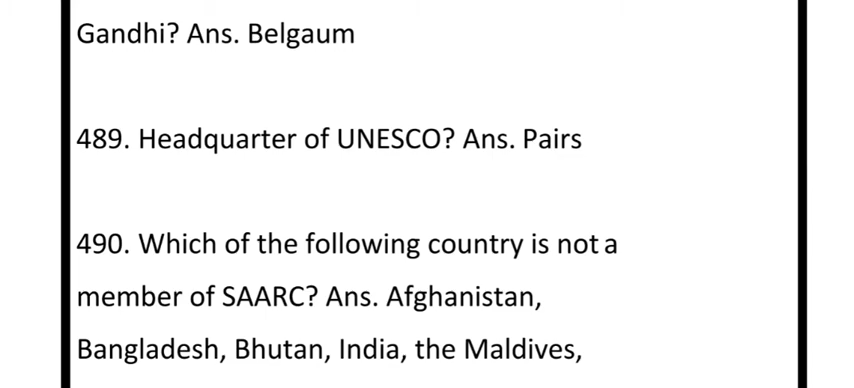 Gandhi? Ans. Belgaum
489. Headquarter of UNESCO? Ans. Pairs
490. Which of the following country is not a
member of SAARC? Ans. Afghanistan,
Bangladesh, Bhutan, India, the Maldives,